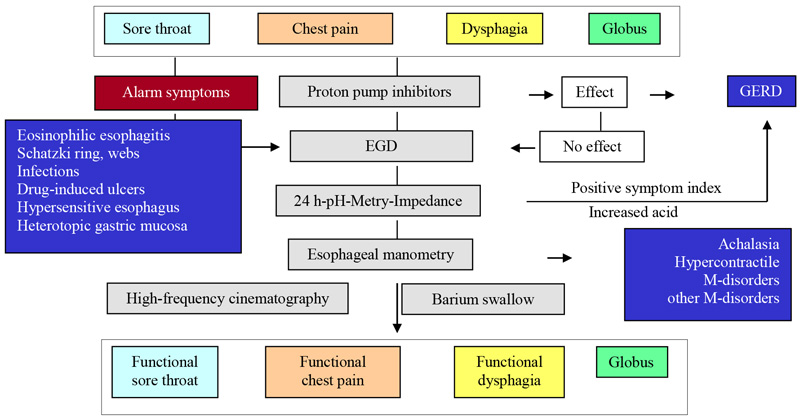 Sore throat
Chest pain
Dysphagia
Globus
Alarm symptoms
Proton pump inhibitors
Effect
GERD
Eosinophilic esophagitis
Schatzki ring, webs
Infections
Drug-induced ulcers
Hypersensitive esophagus
Heterotopic gastric mucosa
EGD
No effect
24 h-pH-Metry-Impedance
Positive symptom index
Increased acid
Esophageal manometry
Achalasia
Hypercontractile
M-disorders
other M-disorders
High-frequency cinematography
Barium swallow
Functional
sore throat
Functional
chest pain
Functional
dysphagia
Globus